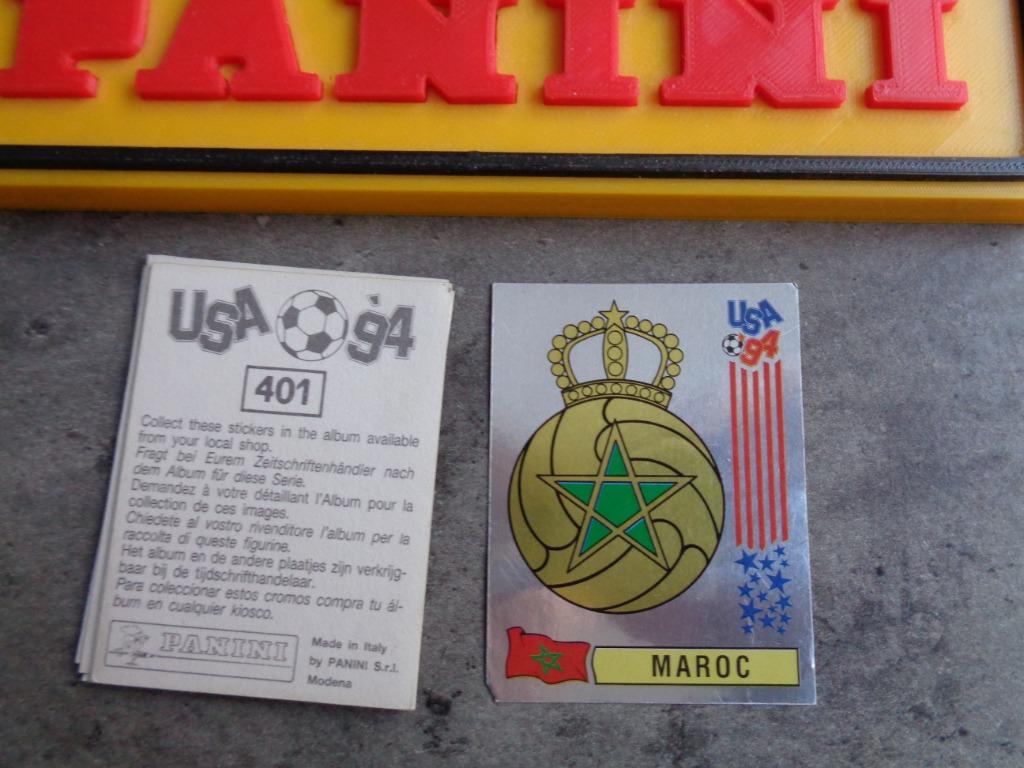 PANINI
USA '94
401
Collect these stickers in the album available
from your local shop.
Fragt bei Eurem Zeitschriftenhändler nach
dem Album für diese Serie.
Demandez à votre détaillant l'Album pour la
collection de ces images.
Chiedete al vostro rivenditore l'album per la
raccolta di queste figurine.
Het album en de andere plaatjes zijn verkrijg-
baar bij de tijdschrifthandelaar.
Para coleccionar estos cromos compra tu ál-
bum en cualquier kiosco.
PANINI
Made in Italy
by PANINI S.r.l.
Modena
USA
'94
MAROC